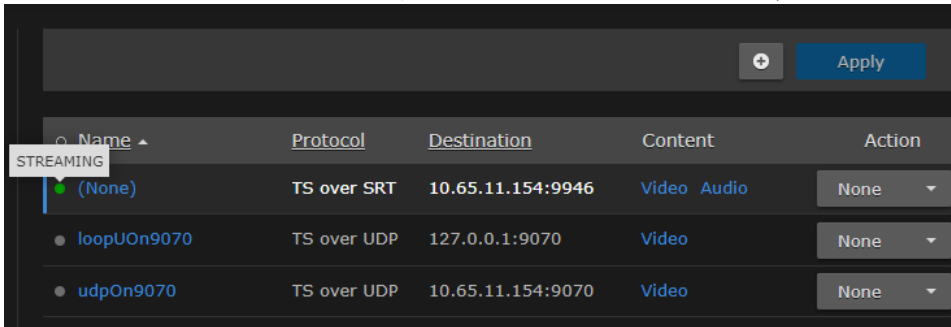 Apply
Name Protocol Destination Content Action
STREAMING
(None) TS over SRT 10.65.11.154:9946 Video Audio None
loopUOn9070 TS over UDP 127.0.0.1:9070 Video None
udpOn9070 TS over UDP 10.65.11.154:9070 Video None